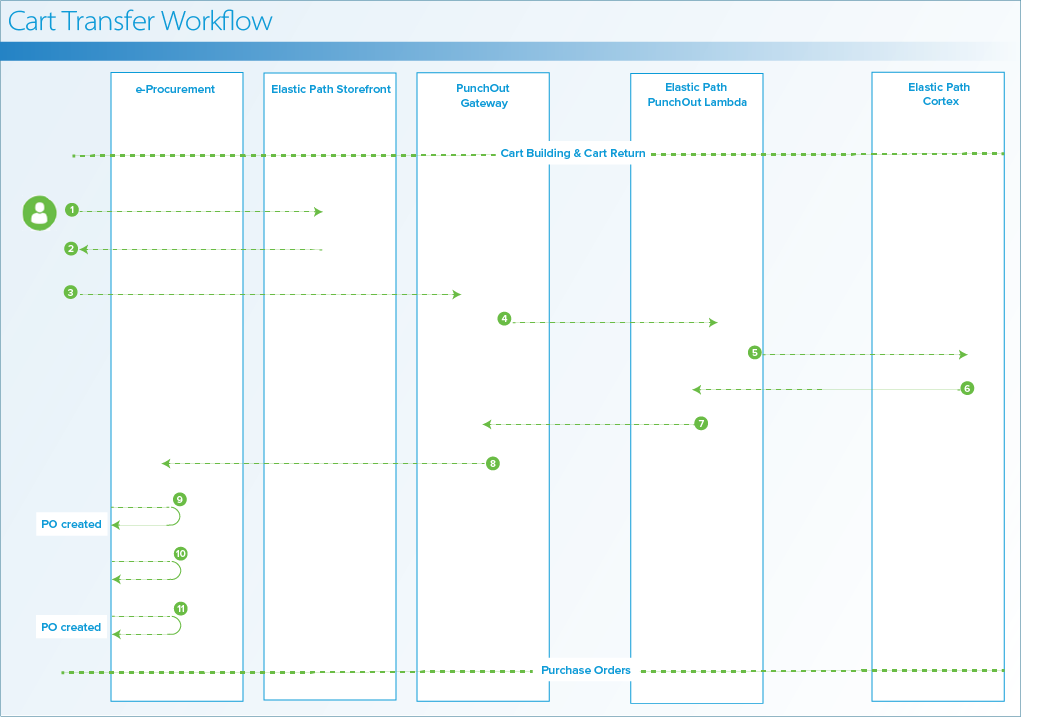 Cart Transfer Workflow
e-Procurement
Elastic Path Storefront
PunchOut
Gateway
Elastic Path
PunchOut Lambda
Elastic Path
Cortex
Cart Building & Cart Return
1
2
3
4
5
6
7
8
9
PO created
10
11
PO created
Purchase Orders